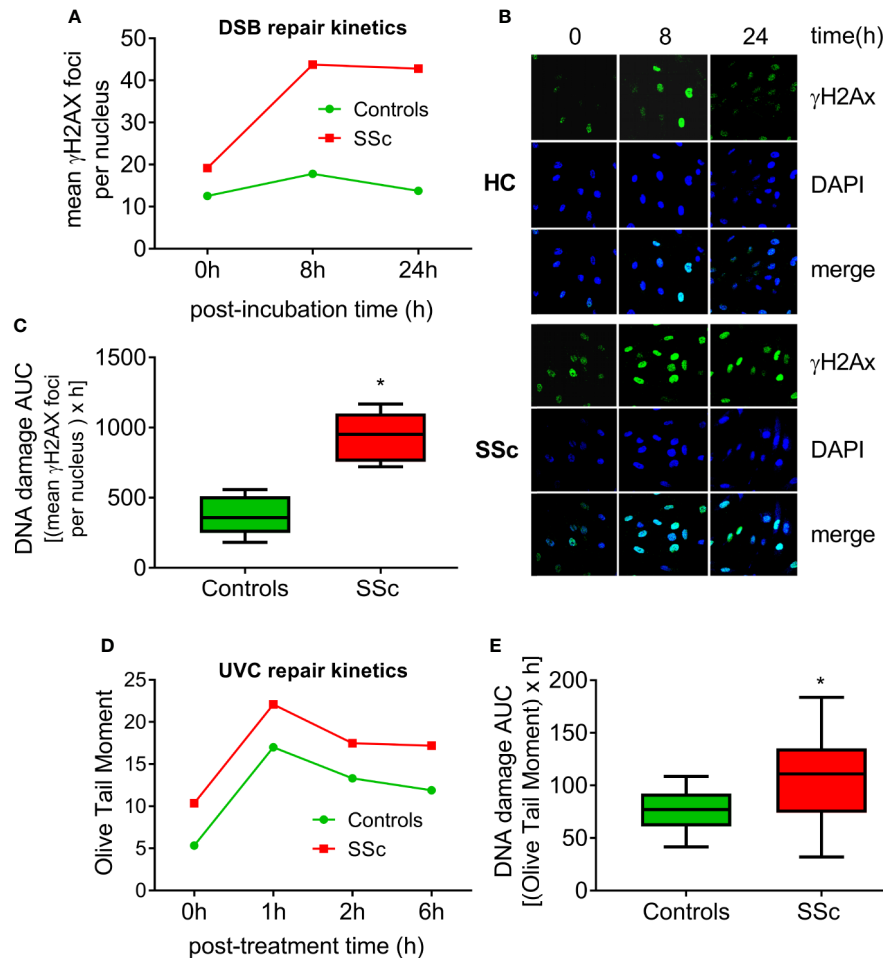 A
DSB repair kinetics
mean γH2AX foci
per nucleus
50
40
30
20
10
0
Controls
SSc
0h 8h 24h
post-incubation time (h)
B
0 8 24 time(h)
HC
γH2Ax
DAPI
merge
SSc
γH2Ax
DAPI
merge
C
DNA damage AUC
[(mean γH2AX foci
per nucleus ) x h]
1500
1000
500
0
*
Controls SSc
D
UVC repair kinetics
Olive Tail Moment
25
20
15
10
5
0
Controls
SSc
0h 1h 2h 6h
post-treatment time (h)
E
DNA damage AUC
[(Olive Tail Moment) x h]
200
150
100
50
0
*
Controls SSc